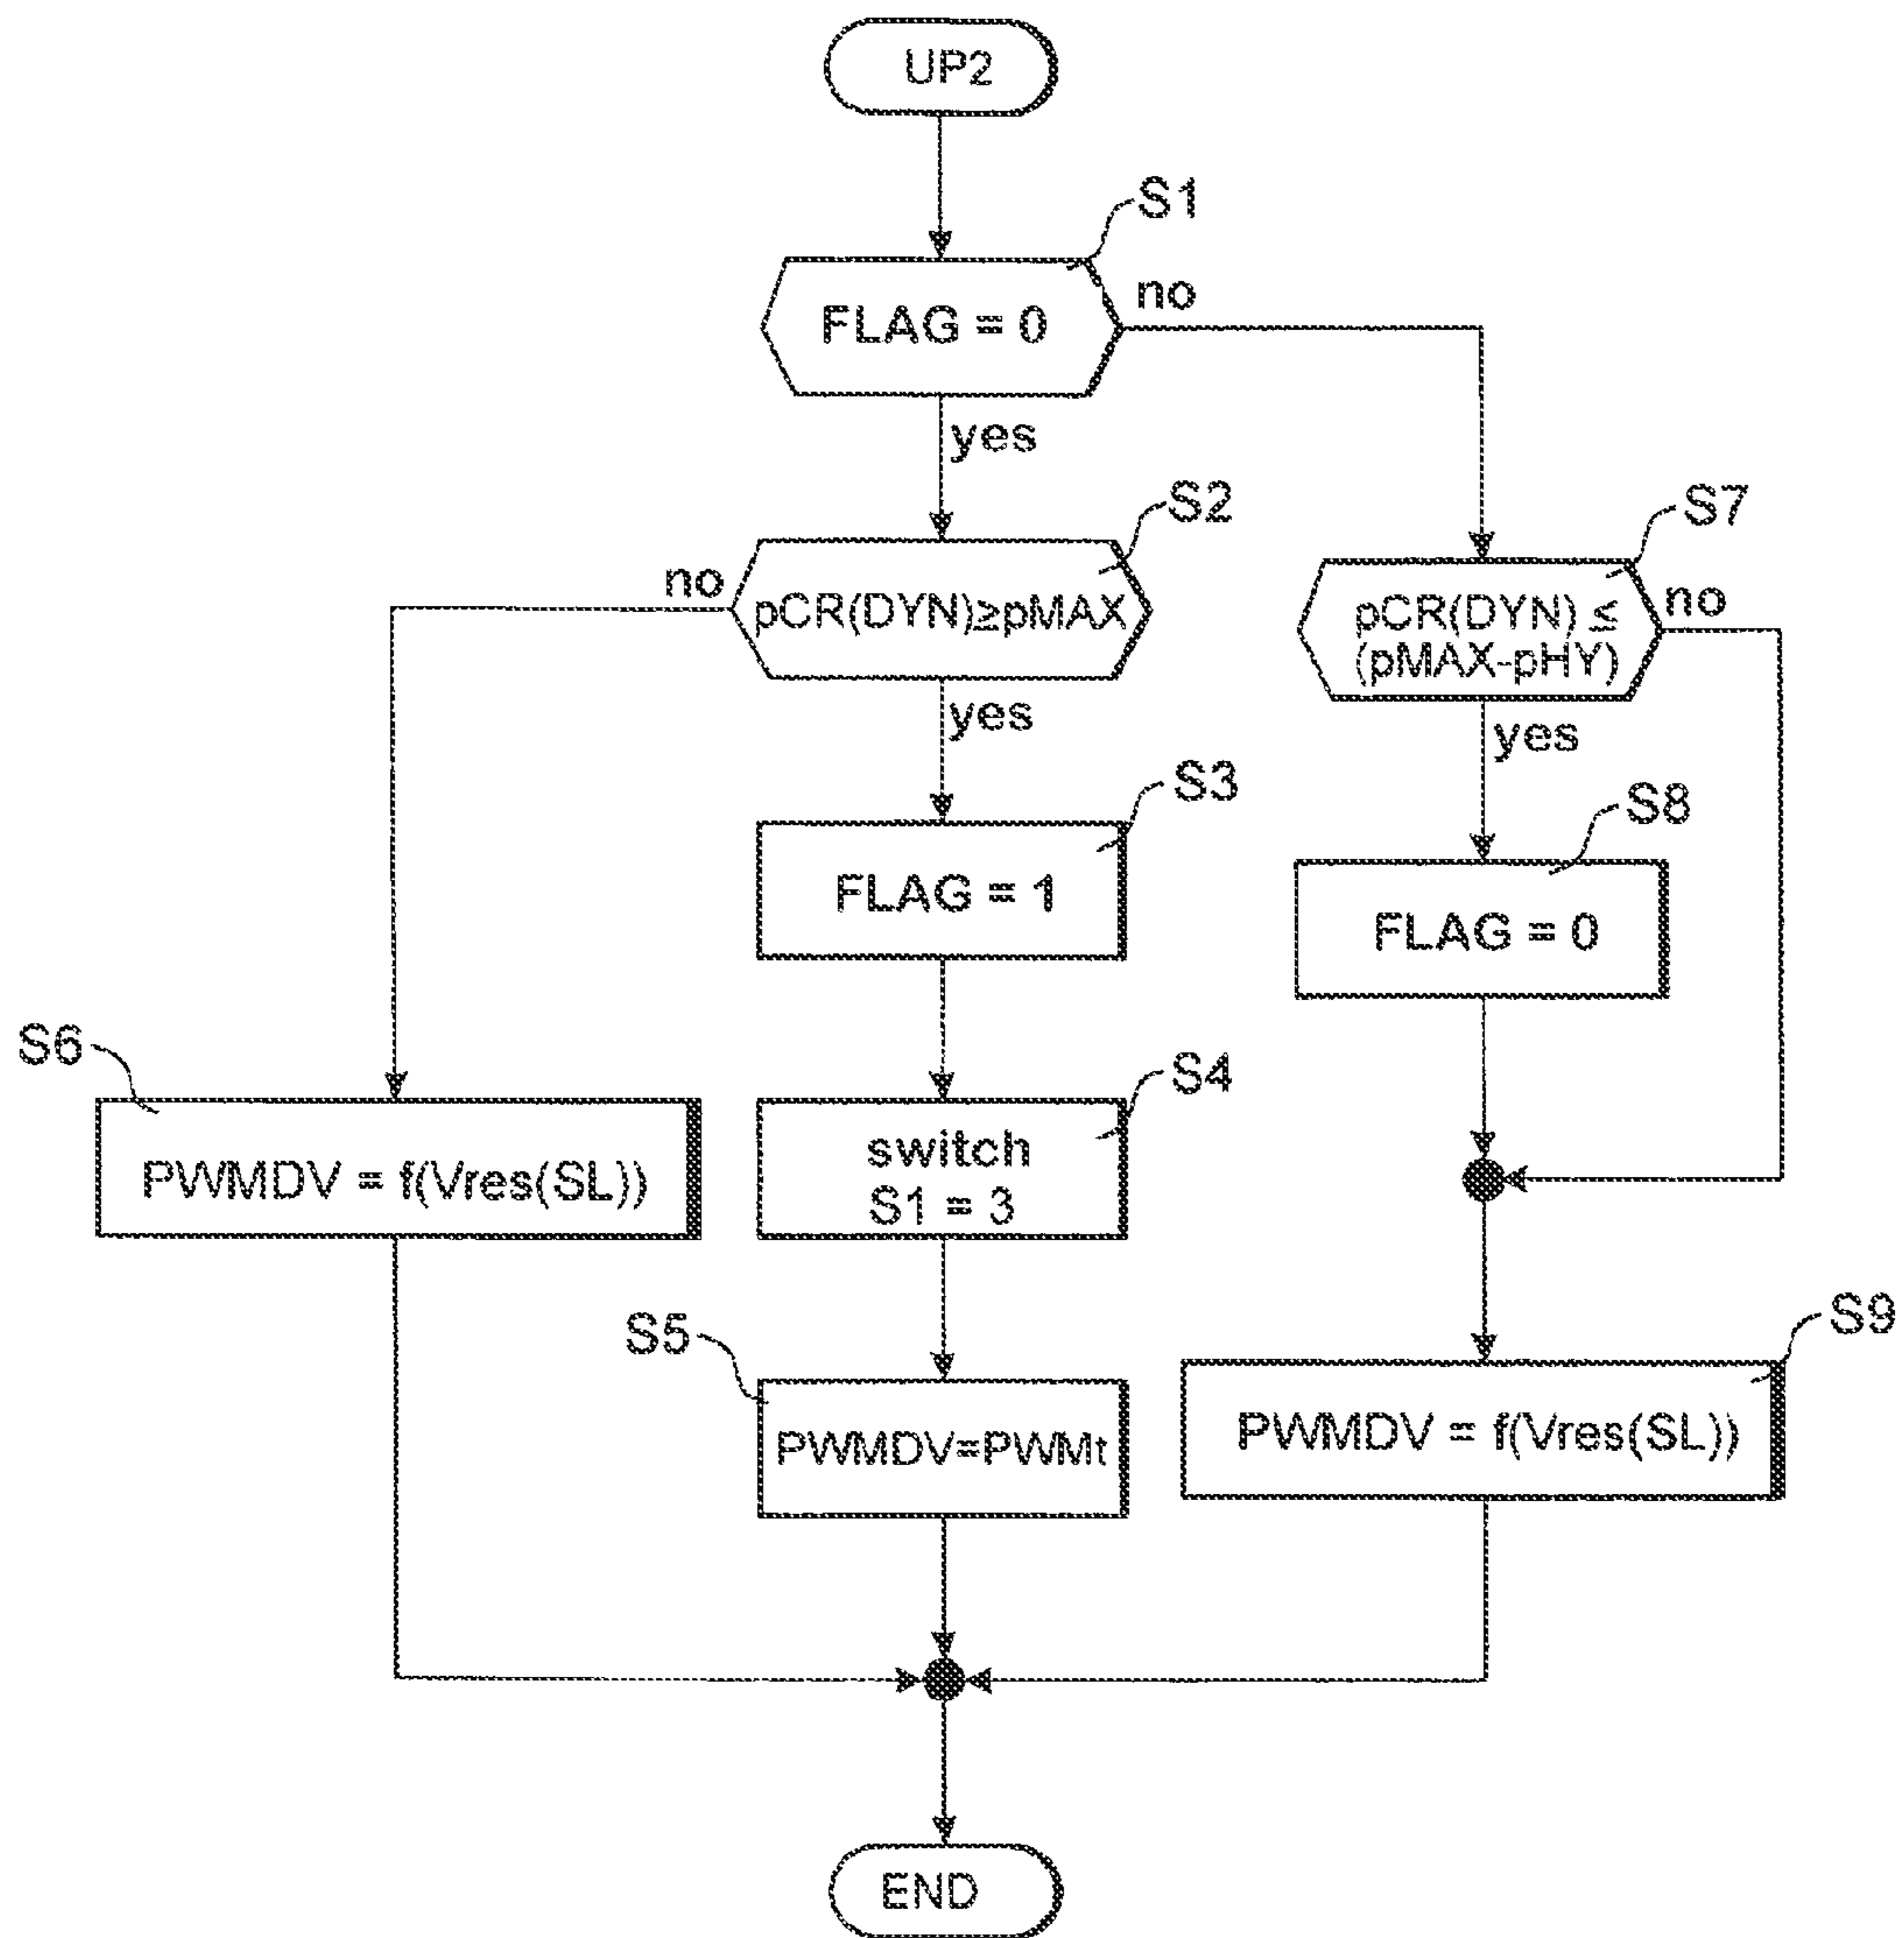 UP2
S1
FLAG = 0
no
yes
S2
no
pCR(DYN)≥pMAX
yes
S7
pCR(DYN) ≤
(pMAX-pHY)
no
yes
S3
FLAG = 1
S8
FLAG = 0
S6
PWMDV = f(Vres(SL))
S4
switch
S1 = 3
S5
PWMDV=PWMt
S9
PWMDV = f(Vres(SL))
END